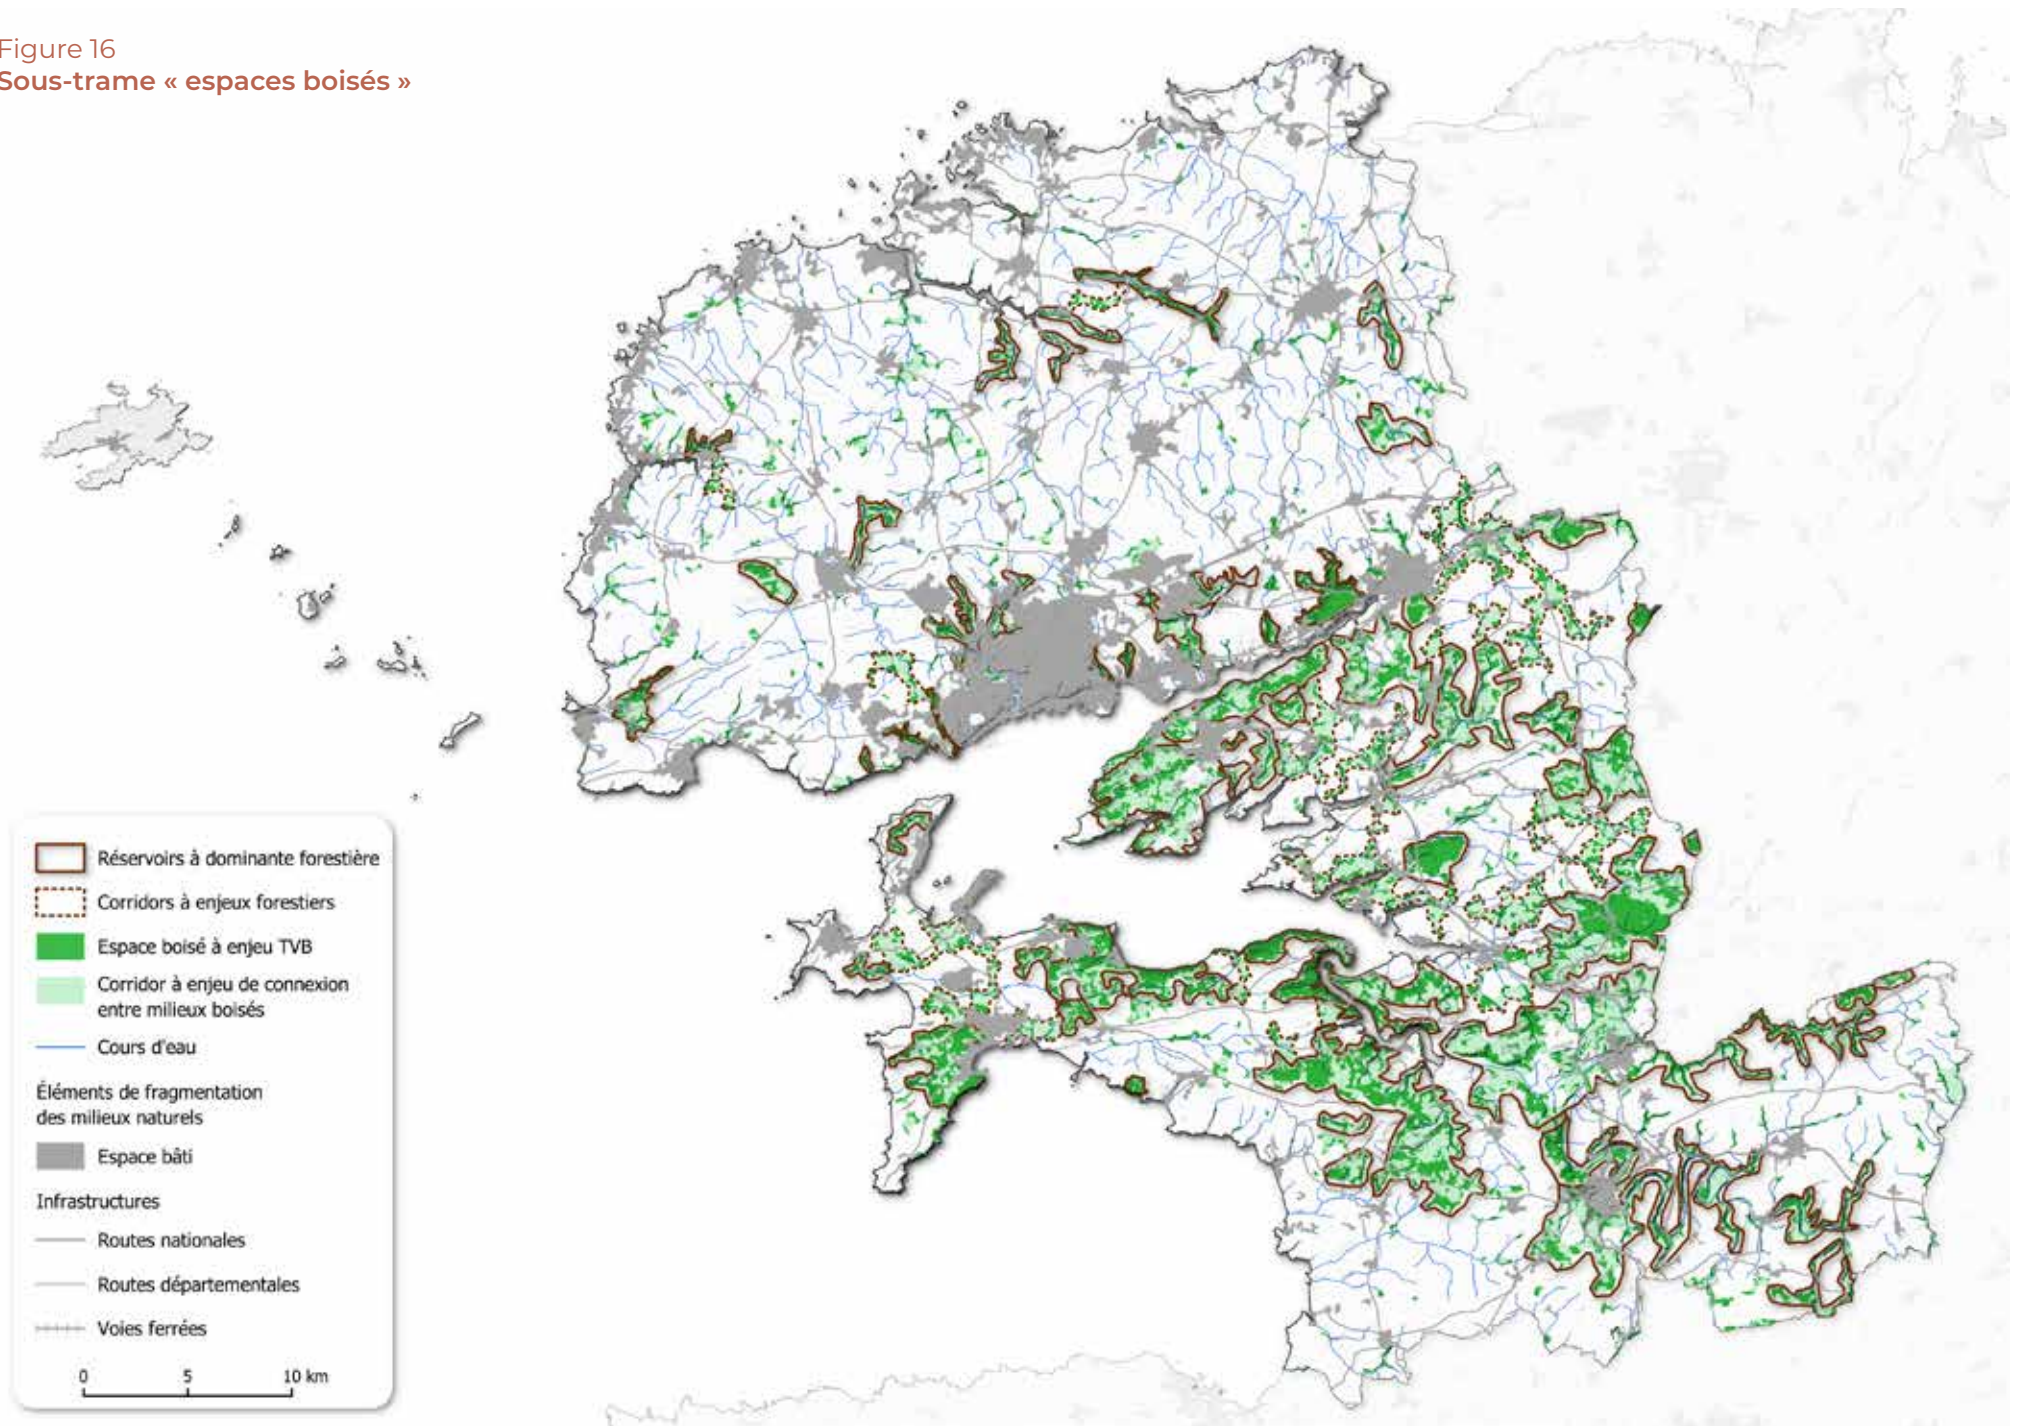 Figure 16
Sous-trame « espaces boisés »
Réservoirs à dominante forestière
Corridors à enjeux forestiers
Espace boisé à enjeu TVB
Corridor à enjeu de connexion
entre milieux boisés
Cours d'eau
Éléments de fragmentation
des milieux naturels
Espace bâti
Infrastructures
Routes nationales
Routes départementales
Voies ferrées
0 5 10 km